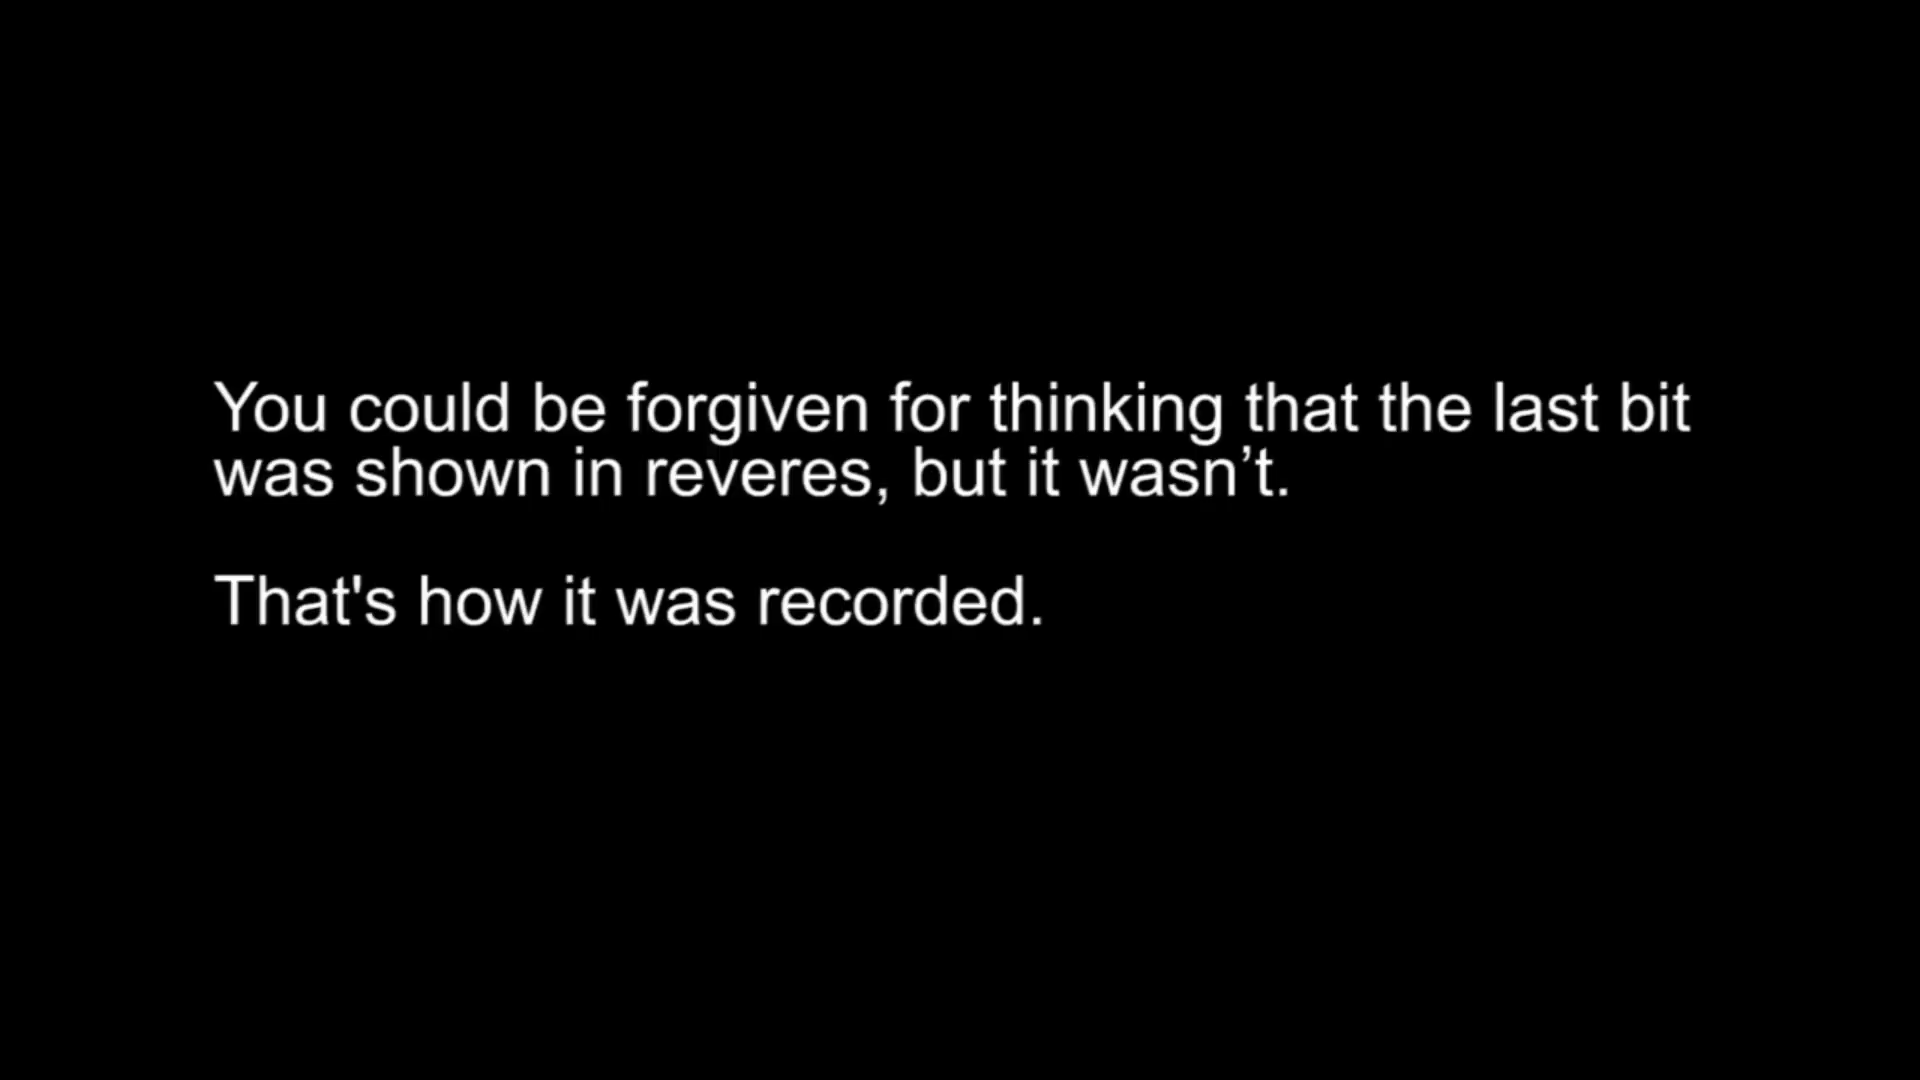 You could be forgiven for thinking that the last bit
was shown in reveres, but it wasn’t.
That's how it was recorded.